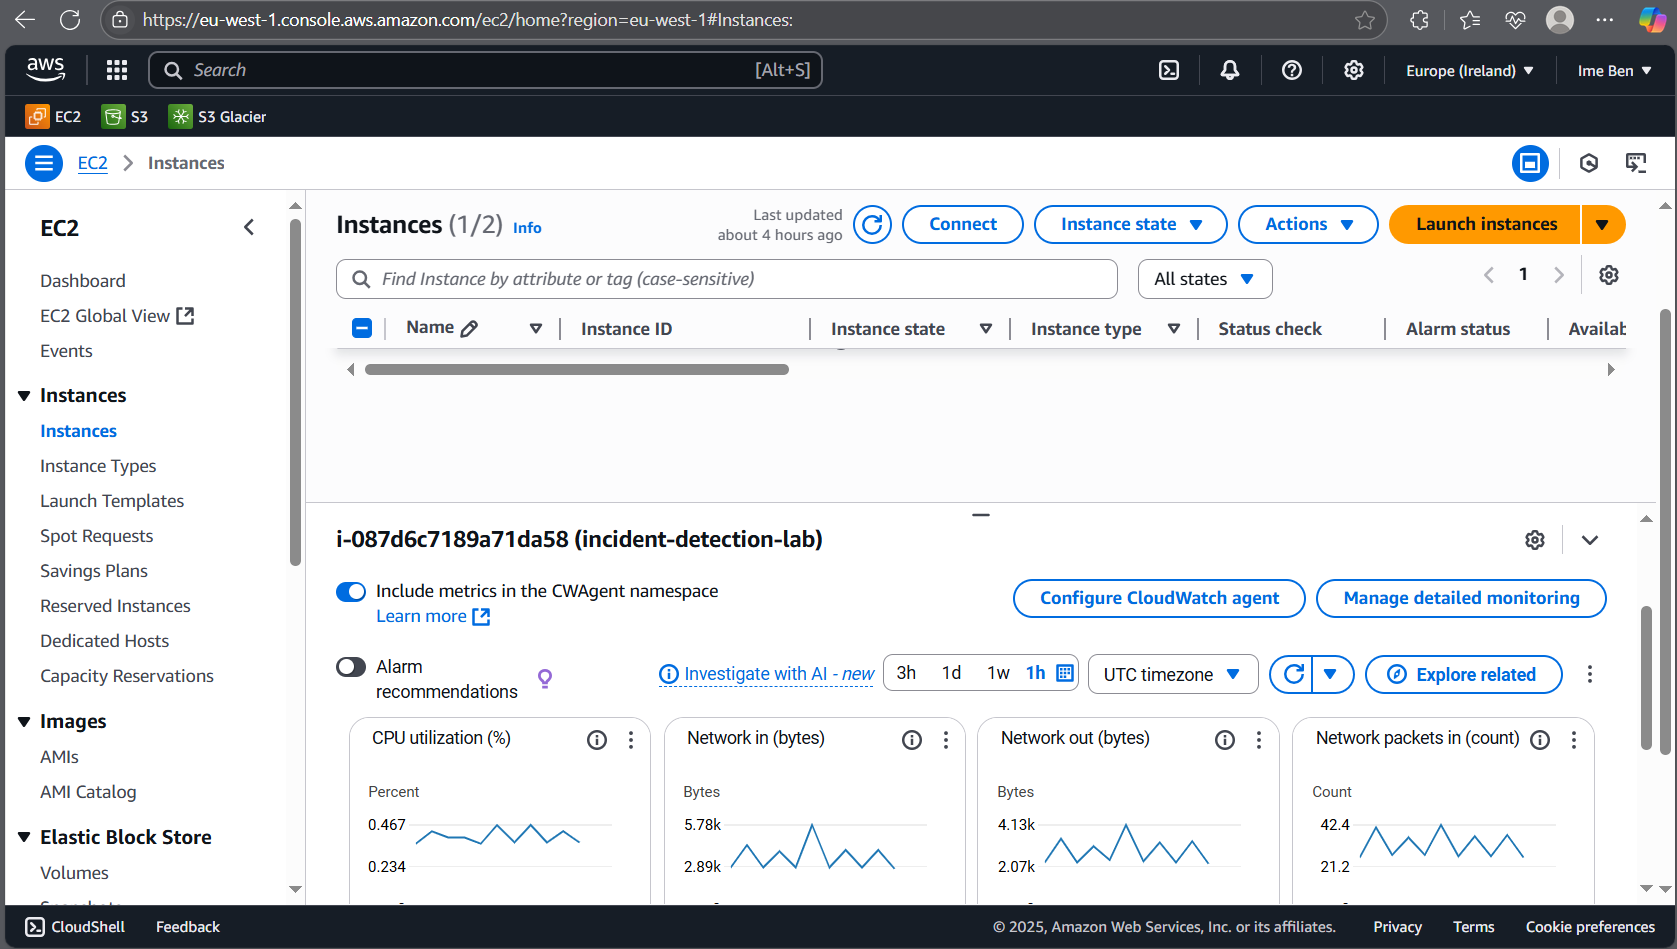 https://eu-west-1.console.aws.amazon.com/ec2/home?region=eu-west-1#Instances:
aws
Search
[Alt+S]
Europe (Ireland)
Ime Ben
EC2
S3
S3 Glacier
EC2
Instances
EC2
Dashboard
EC2 Global View
Events
Instances
Instances
Instance Types
Launch Templates
Spot Requests
Savings Plans
Reserved Instances
Dedicated Hosts
Capacity Reservations
Images
AMIs
AMI Catalog
Elastic Block Store
Volumes
Instances (1/2) Info
Last updated
about 4 hours ago
Connect
Instance state
Actions
Launch instances
Find Instance by attribute or tag (case-sensitive)
All states
1
Name
Instance ID
Instance state
Instance type
Status check
Alarm status
Availab
i-087d6c7189a71da58 (incident-detection-lab)
Include metrics in the CWAgent namespace
Learn more
Configure CloudWatch agent
Manage detailed monitoring
Alarm
recommendations
Investigate with AI - new
3h
1d
1w
1h
UTC timezone
Explore related
CPU utilization (%)
Percent
0.467
0.234
Network in (bytes)
Bytes
5.78k
2.89k
Network out (bytes)
Bytes
4.13k
2.07k
Network packets in (count)
Count
42.4
21.2
CloudShell
Feedback
© 2025, Amazon Web Services, Inc. or its affiliates.
Privacy
Terms
Cookie preferences